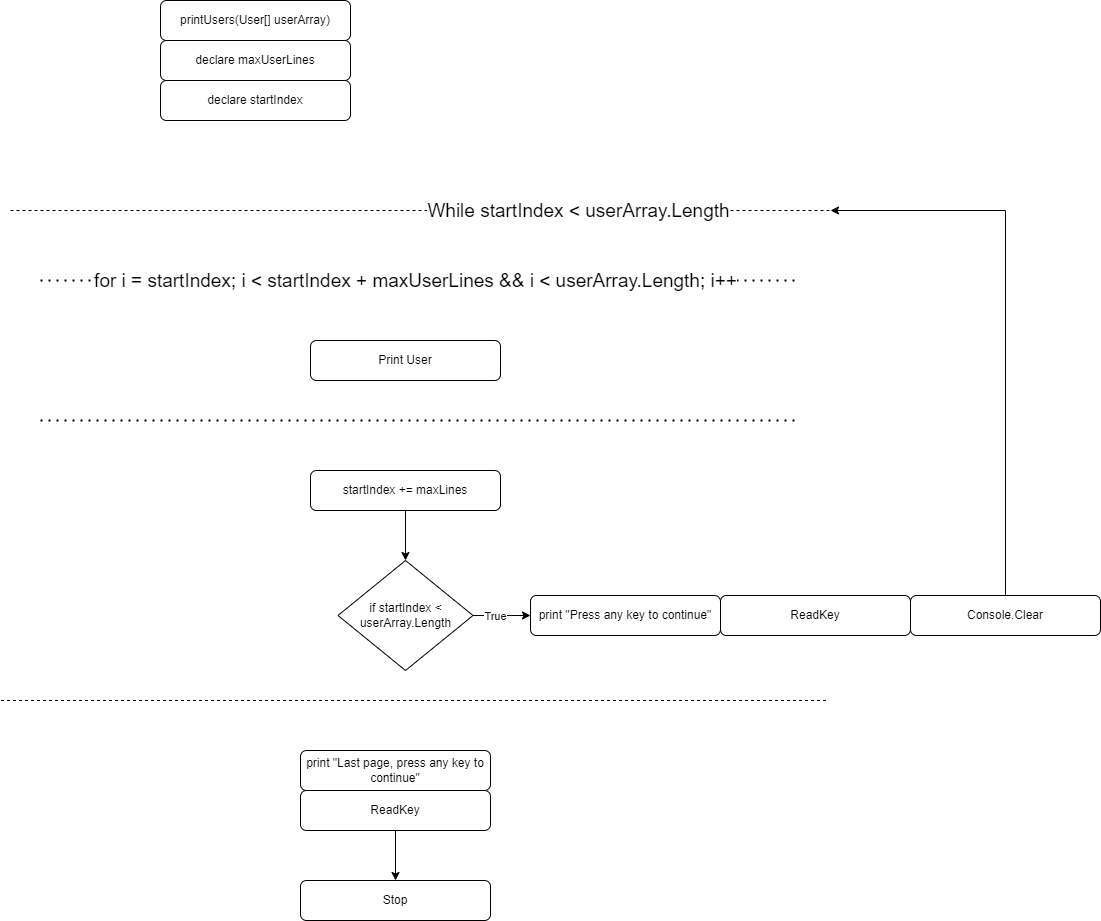 printUsers(User[] userArray)
declare maxUserLines
declare startIndex
While startIndex < userArray.Length
for i = startIndex; i < startIndex + maxUserLines && i < userArray.Length; i++
Print User
startIndex += maxLines
if startIndex <
userArray.Length
True
print "Press any key to continue"
ReadKey
Console.Clear
print "Last page, press any key to
continue"
ReadKey
Stop